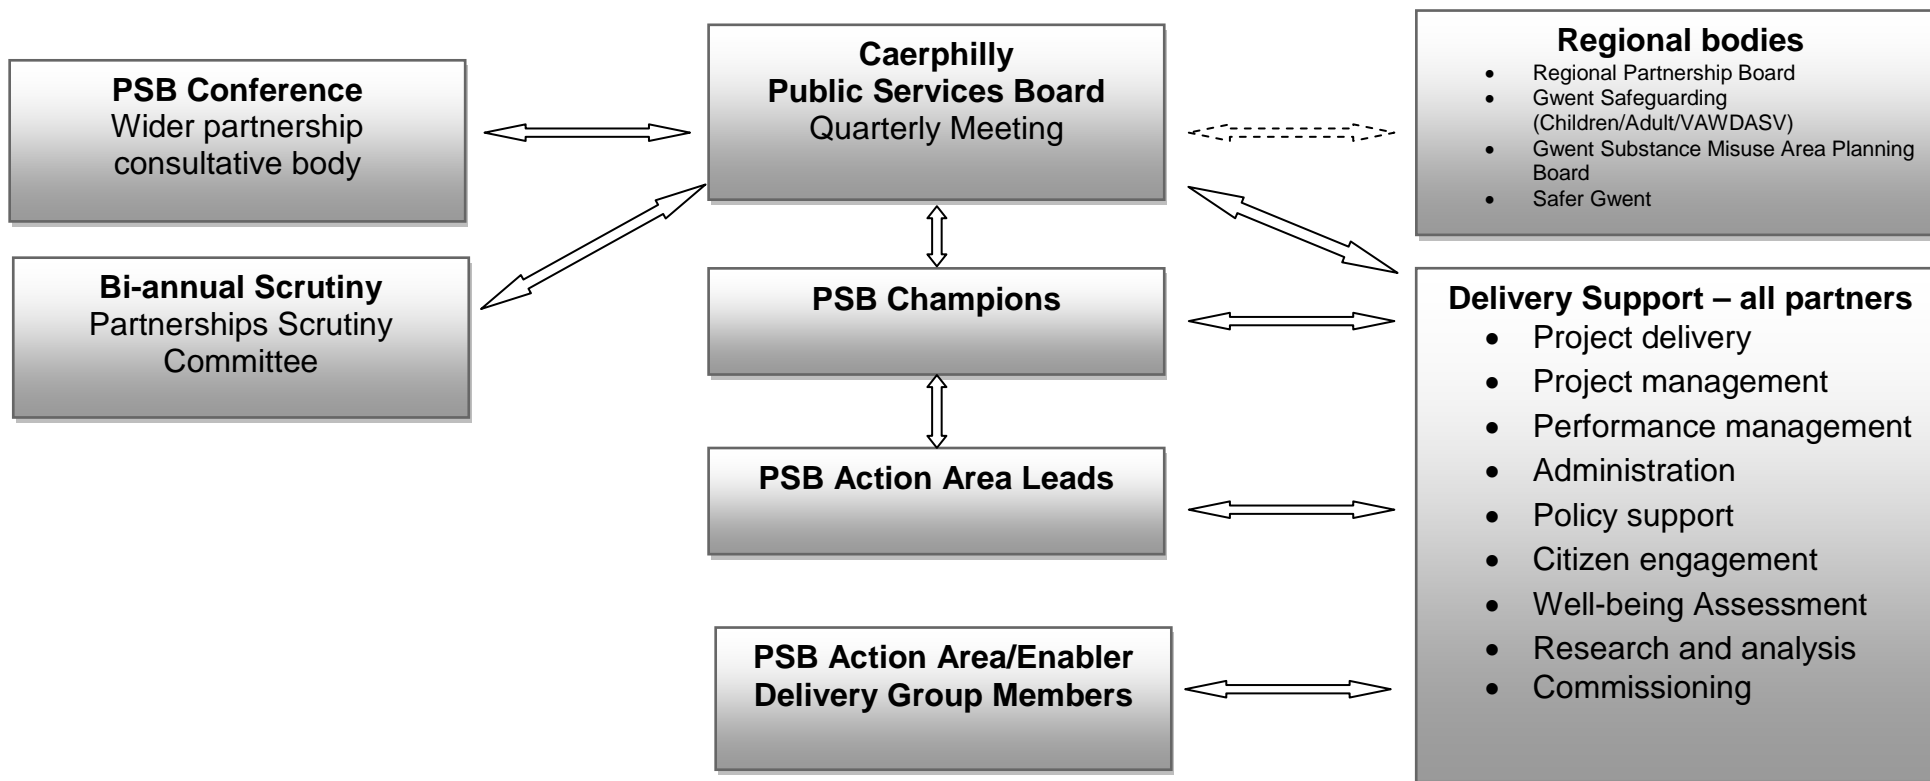 PSB Conference
Wider partnership
consultative body
Bi-annual Scrutiny
Partnerships Scrutiny
Committee
Caerphilly
Public Services Board
Quarterly Meeting
PSB Champions
PSB Action Area Leads
PSB Action Area/Enabler
Delivery Group Members
Regional bodies
• Regional Partnership Board
• Gwent Safeguarding
(Children/Adult/VAWDASV)
• Gwent Substance Misuse Area Planning
Board
• Safer Gwent
Delivery Support – all partners
• Project delivery
• Project management
• Performance management
• Administration
• Policy support
• Citizen engagement
• Well-being Assessment
• Research and analysis
• Commissioning